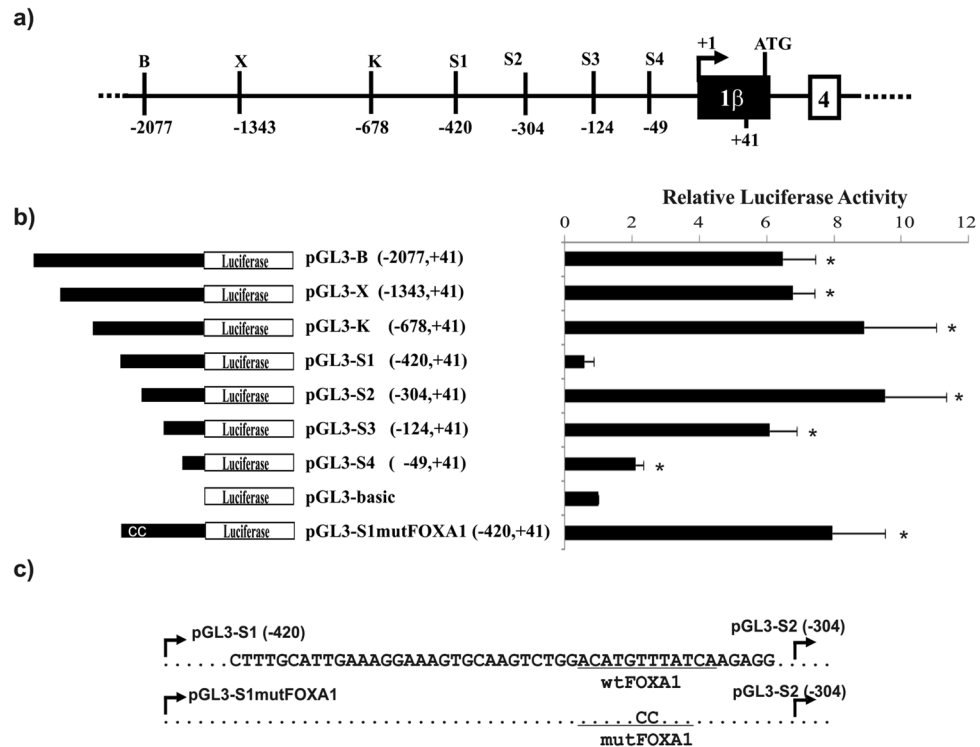 a)
+1 ATG
B X K S1 S2 S3 S4
1β 4
-2077 -1343 -678 -420 -304 -124 -49 +41
b)
Relative Luciferase Activity
0 2 4 6 8 10 12
Luciferase pGL3-B (-2077,+41) *
Luciferase pGL3-X (-1343,+41) *
Luciferase pGL3-K (-678,+41) *
Luciferase pGL3-S1 (-420,+41)
Luciferase pGL3-S2 (-304,+41) *
Luciferase pGL3-S3 (-124,+41) *
Luciferase pGL3-S4 ( -49,+41) *
Luciferase pGL3-basic
CC Luciferase pGL3-S1mutFOXA1 (-420,+41) *
c)
pGL3-S1 (-420) pGL3-S2 (-304)
. . . . . . CTTTGCATTGAAAGGAAAGTGCAAGTCTGGACATGTTTATCAAGAGG. . . . .
wtFOXA1
pGL3-S1mutFOXA1 pGL3-S2 (-304)
CC
mutFOXA1